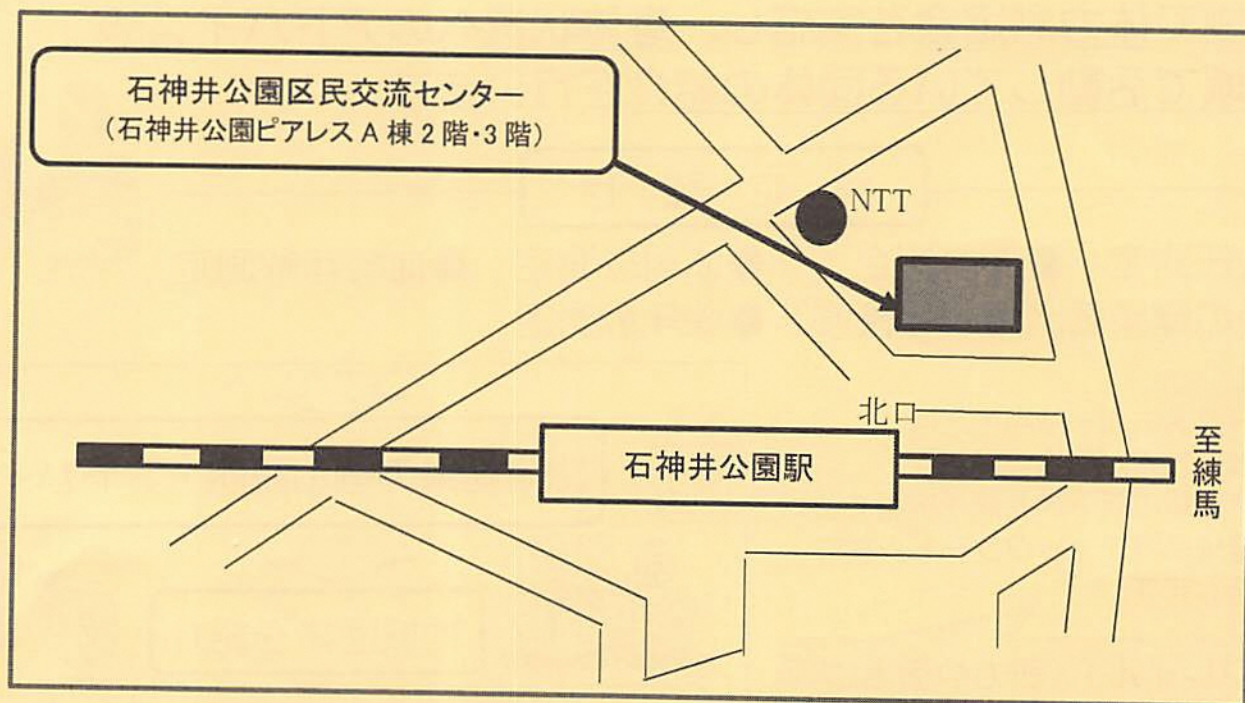 石神井公園区民交流センター
(石神井公園ピアレス A 棟 2 階・3 階)
NTT
北口
石神井公園駅
至練馬